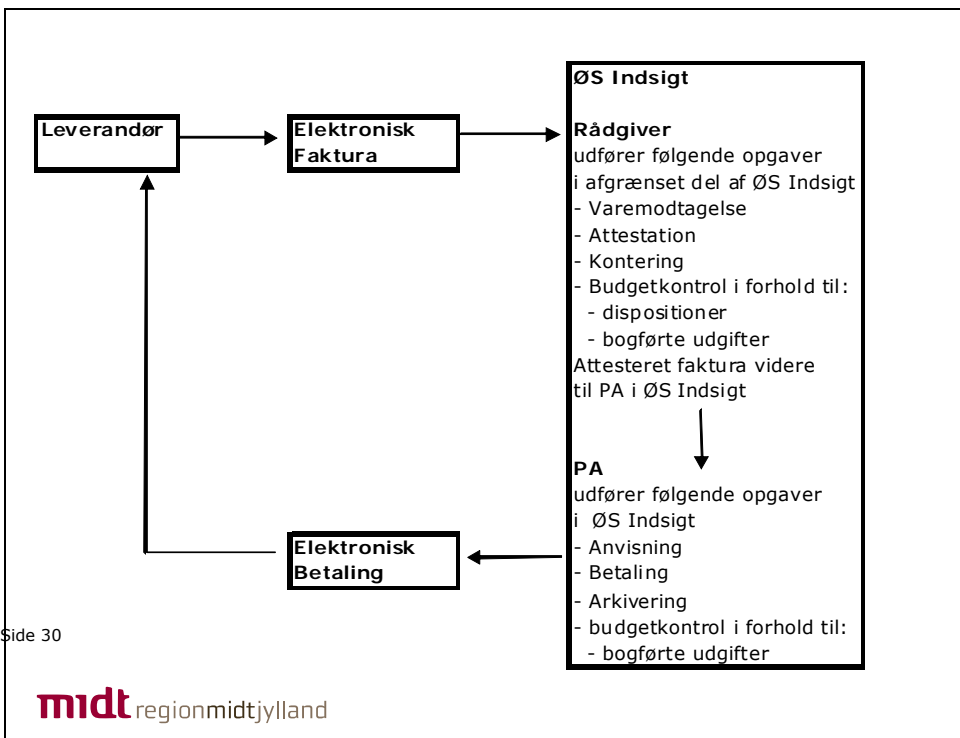 Leverandør
Elektronisk
Faktura
ØS Indsigt
Rådgiver
udfører følgende opgaver
i afgrænset del af ØS Indsigt
- Varemodtagelse
- Attestation
- Kontering
- Budgetkontrol i forhold til:
- dispositioner
- bogførte udgifter
Attesteret faktura videre
til PA i ØS Indsigt
PA
udfører følgende opgaver
i ØS Indsigt
- Anvisning
- Betaling
- Arkivering
- budgetkontrol i forhold til:
- bogførte udgifter
Elektronisk
Betaling
Side 30
midt regionmidtjylland